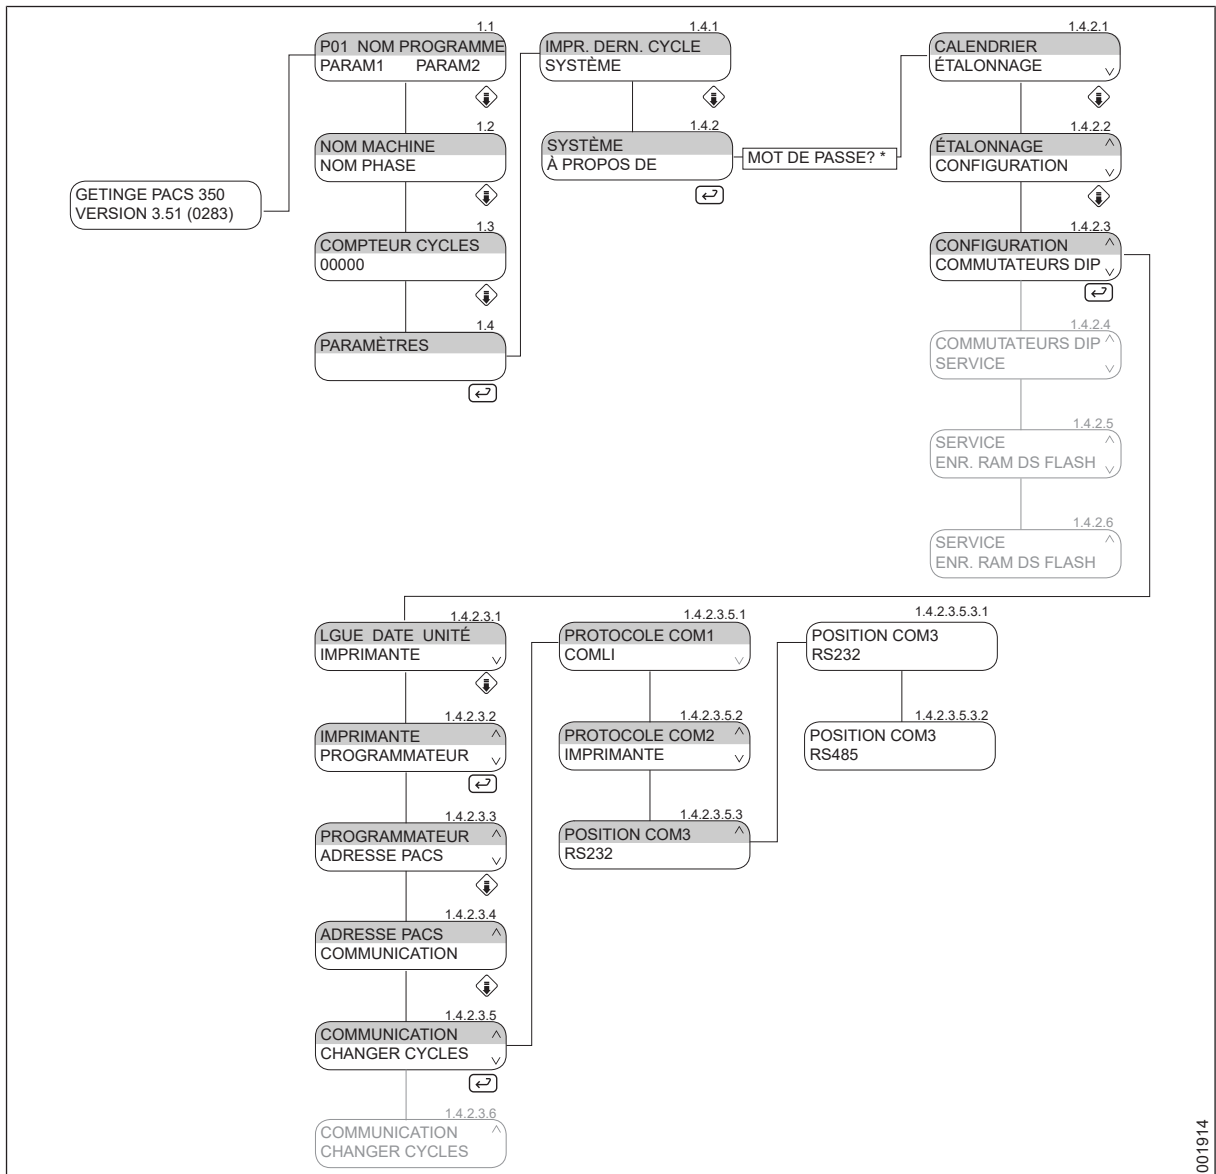 GETINGE PACS 350
VERSION 3.51 (0283)
1.1
P01 NOM PROGRAMME
PARAM1 PARAM2
1.2
NOM MACHINE
NOM PHASE
1.3
COMPTEUR CYCLES
00000
1.4
PARAMÈTRES
1.4.1
IMPR. DERN. CYCLE
SYSTÈME
1.4.2
SYSTÈME
À PROPOS DE
MOT DE PASSE? *
1.4.2.1
CALENDRIER
ÉTALONNAGE
1.4.2.2
ÉTALONNAGE
CONFIGURATION
1.4.2.3
CONFIGURATION
COMMUTATEURS DIP
1.4.2.4
COMMUTATEURS DIP
SERVICE
1.4.2.5
SERVICE
ENR. RAM DS FLASH
1.4.2.6
SERVICE
ENR. RAM DS FLASH
1.4.2.3.1
LGUE DATE UNITÉ
IMPRIMANTE
1.4.2.3.2
IMPRIMANTE
PROGRAMMATEUR
1.4.2.3.3
PROGRAMMATEUR
ADRESSE PACS
1.4.2.3.4
ADRESSE PACS
COMMUNICATION
1.4.2.3.5
COMMUNICATION
CHANGER CYCLES
1.4.2.3.6
COMMUNICATION
CHANGER CYCLES
1.4.2.3.5.1
PROTOCOLE COM1
COMLI
1.4.2.3.5.2
PROTOCOLE COM2
IMPRIMANTE
1.4.2.3.5.3
POSITION COM3
RS232
1.4.2.3.5.3.1
POSITION COM3
RS232
1.4.2.3.5.3.2
POSITION COM3
RS485
001914